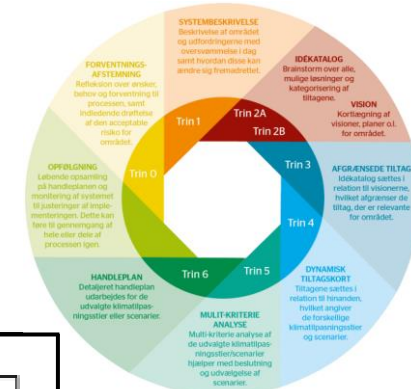 SYSTEMBESKRIVELSE
Beskrivelse af området
og udfordringerne med
oversvømmelse i dag
samt hvordan disse kan
ændre sig fremadrettet.
IDÉKATALOG
Brainstorm over alle,
mulige løsninger og
kategorisering af
tiltagene.
VISION
Kortlægning af
visioner, planer o.l.
for området.
AFGRÆNSEDE TILTAG
Idékatalog sættes i
relation til visionerne,
hvilket afgrænser de
tiltag, der er relevante
for området.
DYNAMISK
TILTAGSKORT
Tiltagene sættes i
relation til hinanden,
hvilket angiver
de forskellige
klimatilpasningsstier
og scenarier.
MULIT-KRITERIE
ANALYSE
Multi-kriterie analyse af
de udvalgte klimatilpas-
ningsstier/scenarier
hjælper med beslutning
og udvælgelse af
scenarie.
HANDLEPLAN
Detaljeret handleplan
udarbejdes for de
udvalgte klimatilpas-
ningsstier eller scenarier.
OPFØLGNING
Løbende opsamling
på handleplanen og
monitering af systemet
til justeringer af imple-
menteringen. Dette kan
føre til gennemgang af
hele eller dele af
processen igen.
FORVENTNINGS-
AFSTEMNING
Refleksion over ønsker,
behov og forventning til
processen, samt
indledende drøftelse
af den acceptable
risiko for
området.
Trin 0
Trin 1
Trin 2A
Trin 2B
Trin 3
Trin 4
Trin 5
Trin 6